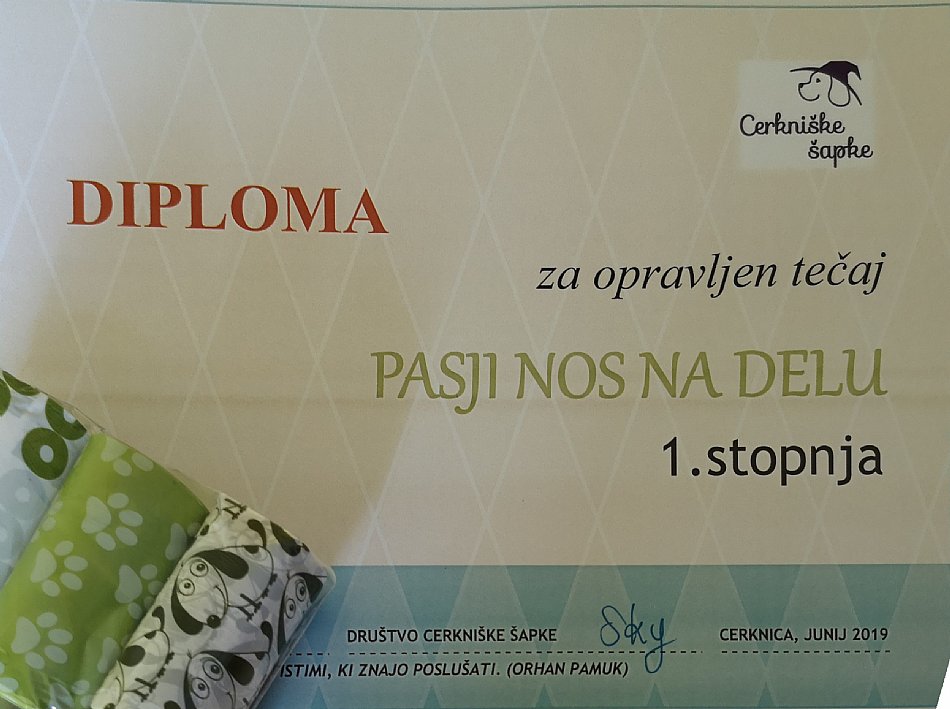 Cerkniške
šapke
DIPLOMA
za opravljen tečaj
PASJI NOS NA DELU
1.stopnja
DRUŠTVO CERKNIŠKE ŠAPKE Sky CERKNICA, JUNIJ 2019
ISTIMI, KI ZNAJO POSLUŠATI. (ORHAN PAMUK)